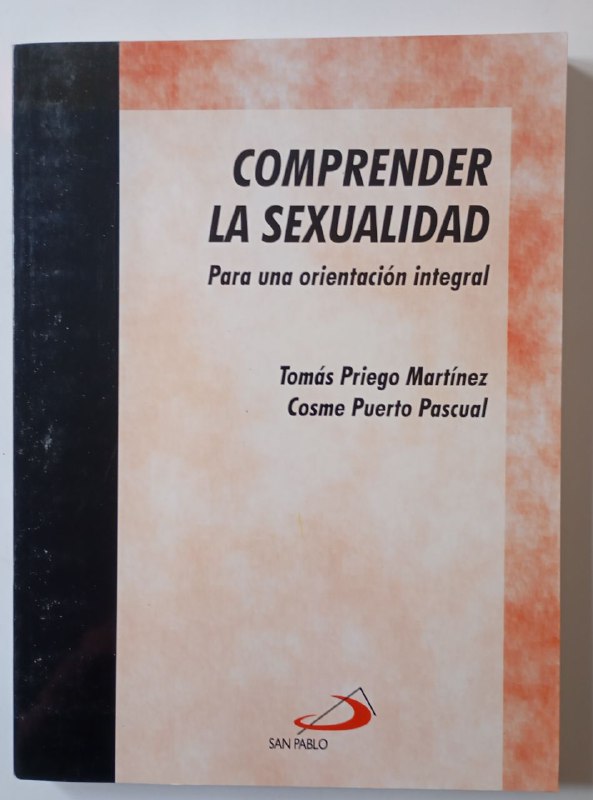 COMPRENDER
LA SEXUALIDAD
Para una orientación integral
Tomás Priego Martínez
Cosme Puerto Pascual
SAN PABLO